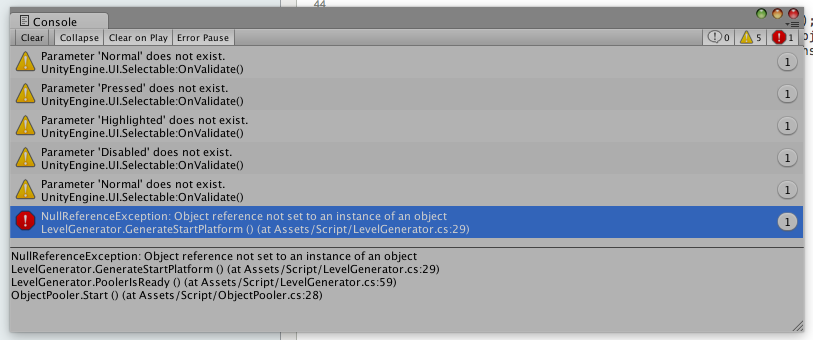 44
Console
Clear Collapse Clear on Play Error Pause 0 5 1
Parameter 'Normal' does not exist.
UnityEngine.UI.Selectable:OnValidate()
1
Parameter 'Pressed' does not exist.
UnityEngine.UI.Selectable:OnValidate()
1
Parameter 'Highlighted' does not exist.
UnityEngine.UI.Selectable:OnValidate()
1
Parameter 'Disabled' does not exist.
UnityEngine.UI.Selectable:OnValidate()
1
Parameter 'Normal' does not exist.
UnityEngine.UI.Selectable:OnValidate()
1
NullReferenceException: Object reference not set to an instance of an object
LevelGenerator.GenerateStartPlatform () (at Assets/Script/LevelGenerator.cs:29)
1
NullReferenceException: Object reference not set to an instance of an object
LevelGenerator.GenerateStartPlatform () (at Assets/Script/LevelGenerator.cs:29)
LevelGenerator.PoolerIsReady () (at Assets/Script/LevelGenerator.cs:59)
ObjectPooler.Start () (at Assets/Script/ObjectPooler.cs:28)